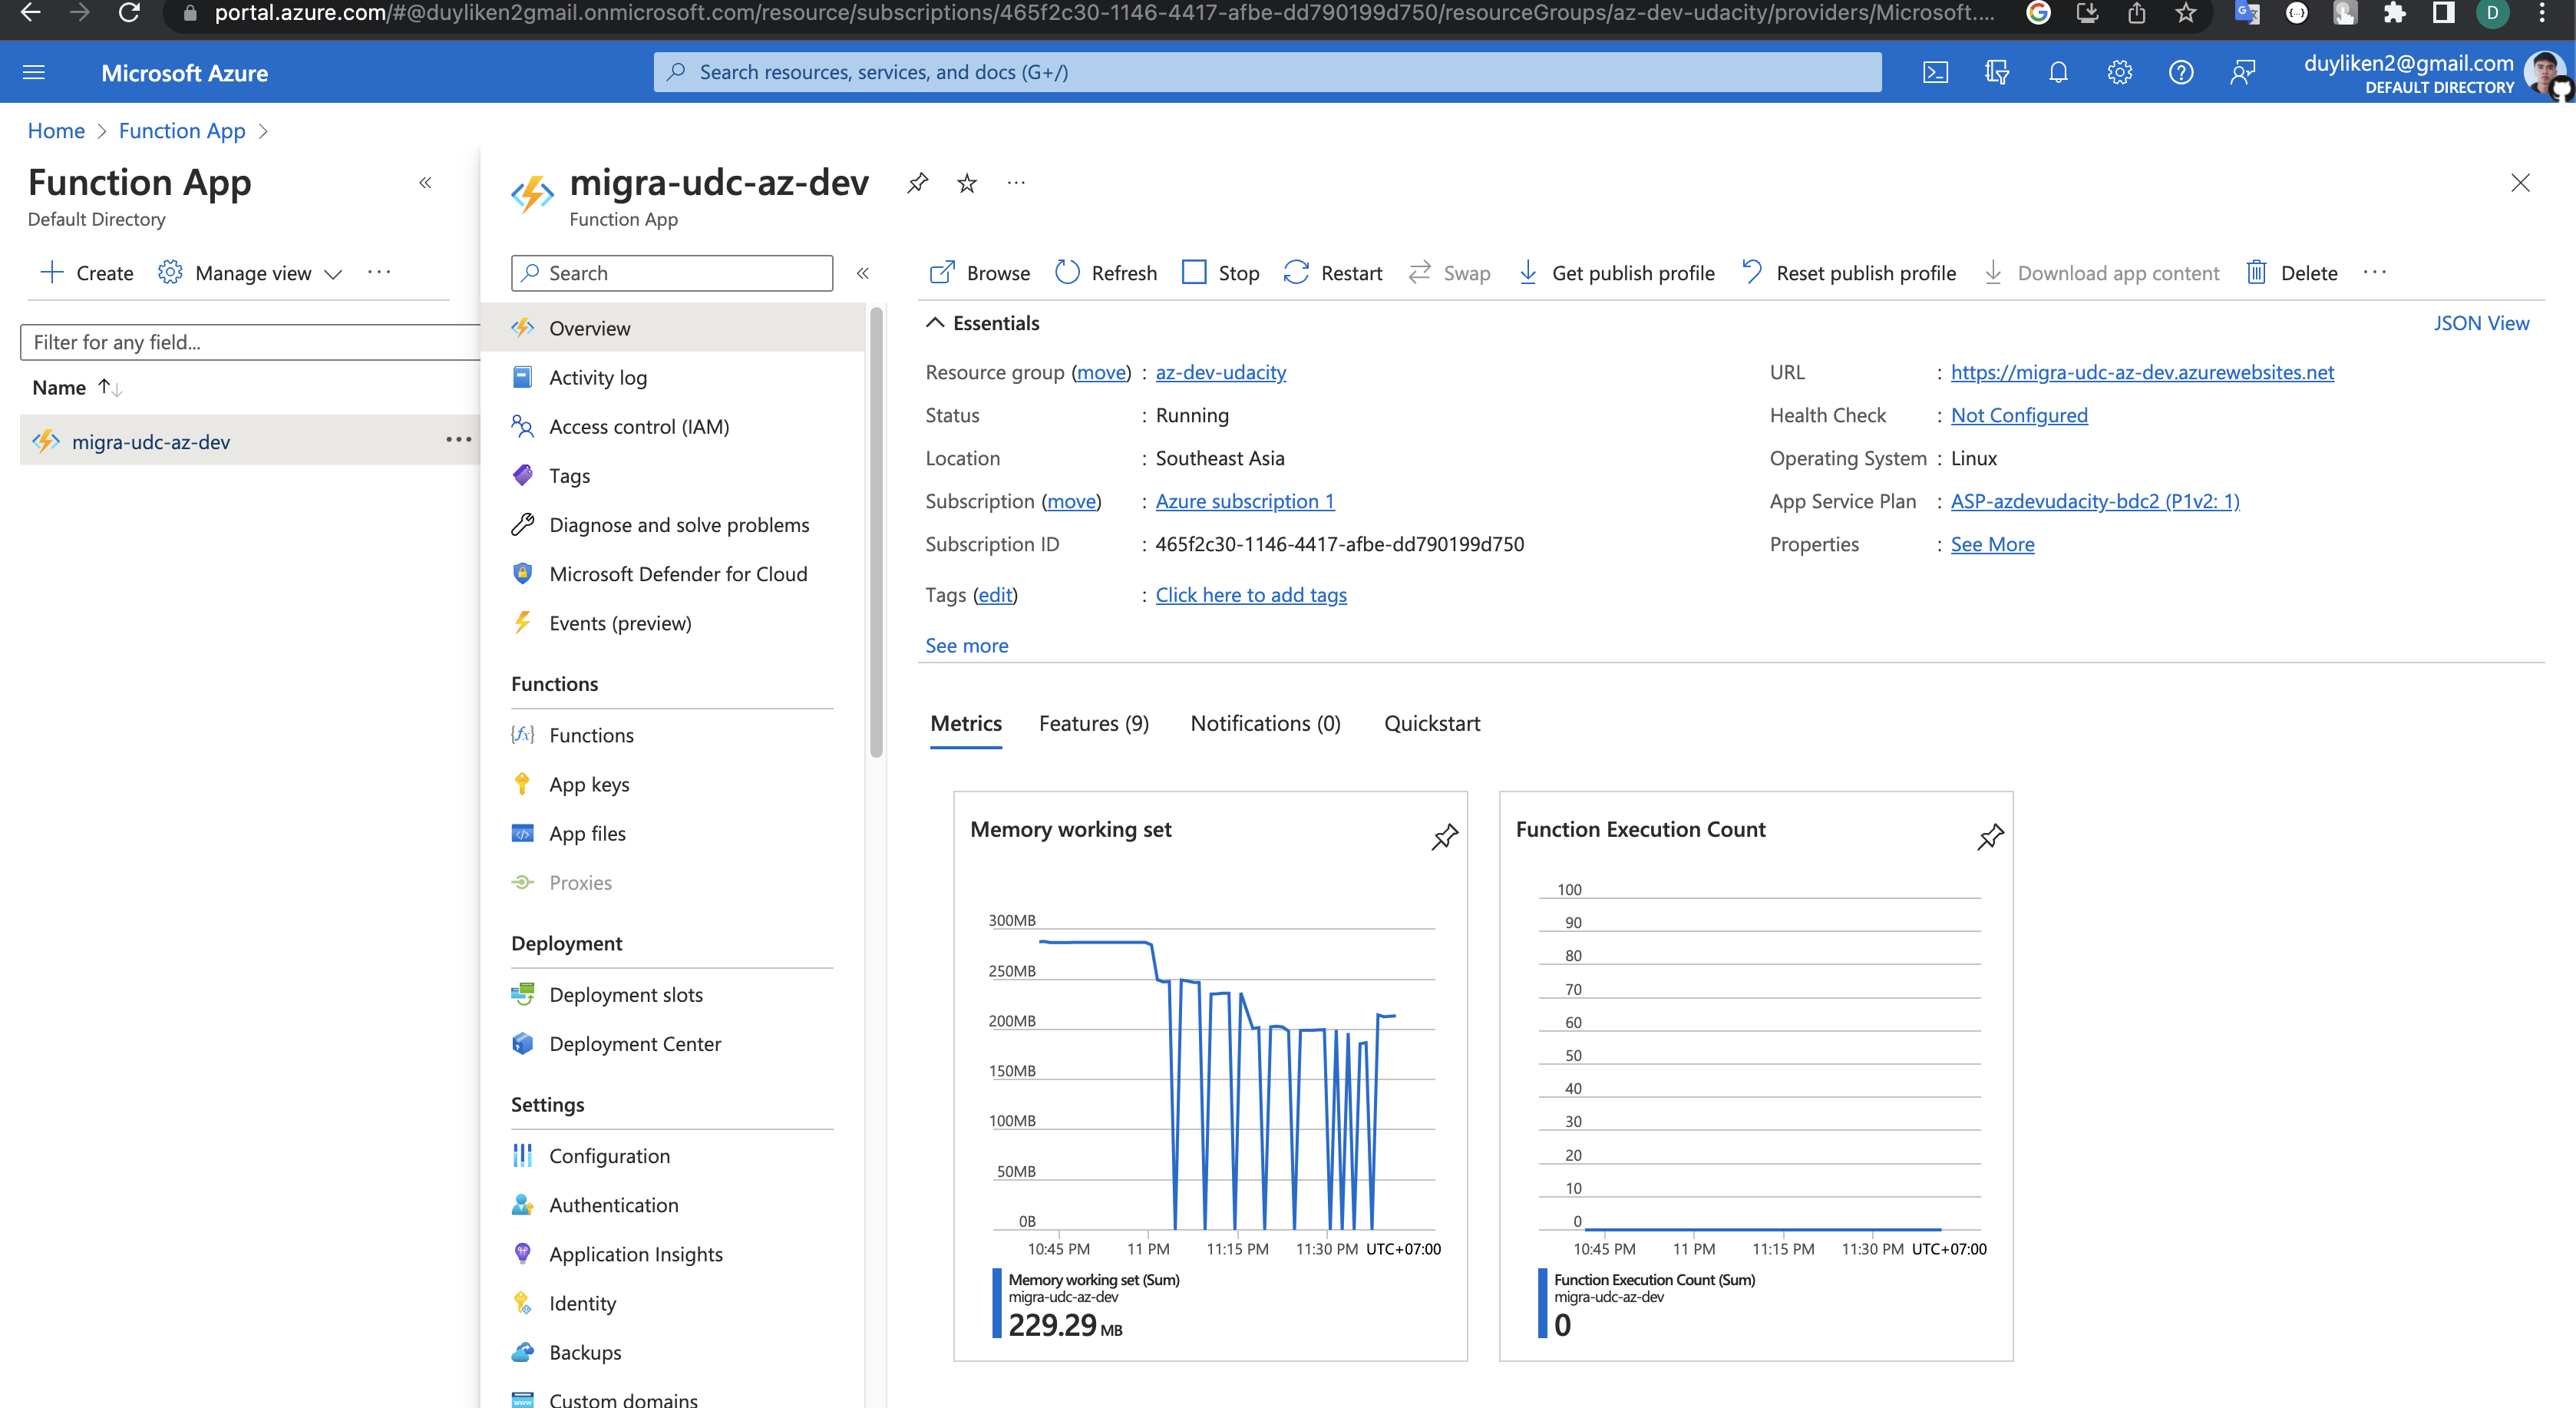 portal.azure.com/#@duyliken2gmail.onmicrosoft.com/resource/subscriptions/465f2c30-1146-4417-afbe-dd790199d750/resourceGroups/az-dev-udacity/providers/Microsoft....
D
Microsoft Azure
Search resources, services, and docs (G+/)
duyliken2@gmail.com
DEFAULT DIRECTORY
Home > Function App >
Function App
Default Directory
Create
Manage view
Filter for any field...
Name
migra-udc-az-dev
migra-udc-az-dev
Function App
Search
Overview
Activity log
Access control (IAM)
Tags
Diagnose and solve problems
Microsoft Defender for Cloud
Events (preview)
Functions
Functions
App keys
App files
Proxies
Deployment
Deployment slots
Deployment Center
Settings
Configuration
Authentication
Application Insights
Identity
Backups
Custom domains
Browse Refresh Stop Restart Swap Get publish profile Reset publish profile Download app content Delete
Essentials
JSON View
Resource group (move) : az-dev-udacity
Status : Running
Location : Southeast Asia
Subscription (move) : Azure subscription 1
Subscription ID : 465f2c30-1146-4417-afbe-dd790199d750
Tags (edit) : Click here to add tags
See more
URL : https://migra-udc-az-dev.azurewebsites.net
Health Check : Not Configured
Operating System : Linux
App Service Plan : ASP-azdevudacity-bdc2 (P1v2: 1)
Properties : See More
Metrics Features (9) Notifications (0) Quickstart
Memory working set
300MB
250MB
200MB
150MB
100MB
50MB
0B
10:45 PM 11 PM 11:15 PM 11:30 PM UTC+07:00
Memory working set (Sum)
migra-udc-az-dev
229.29 MB
Function Execution Count
100
90
80
70
60
50
40
30
20
10
0
10:45 PM 11 PM 11:15 PM 11:30 PM UTC+07:00
Function Execution Count (Sum)
migra-udc-az-dev
0